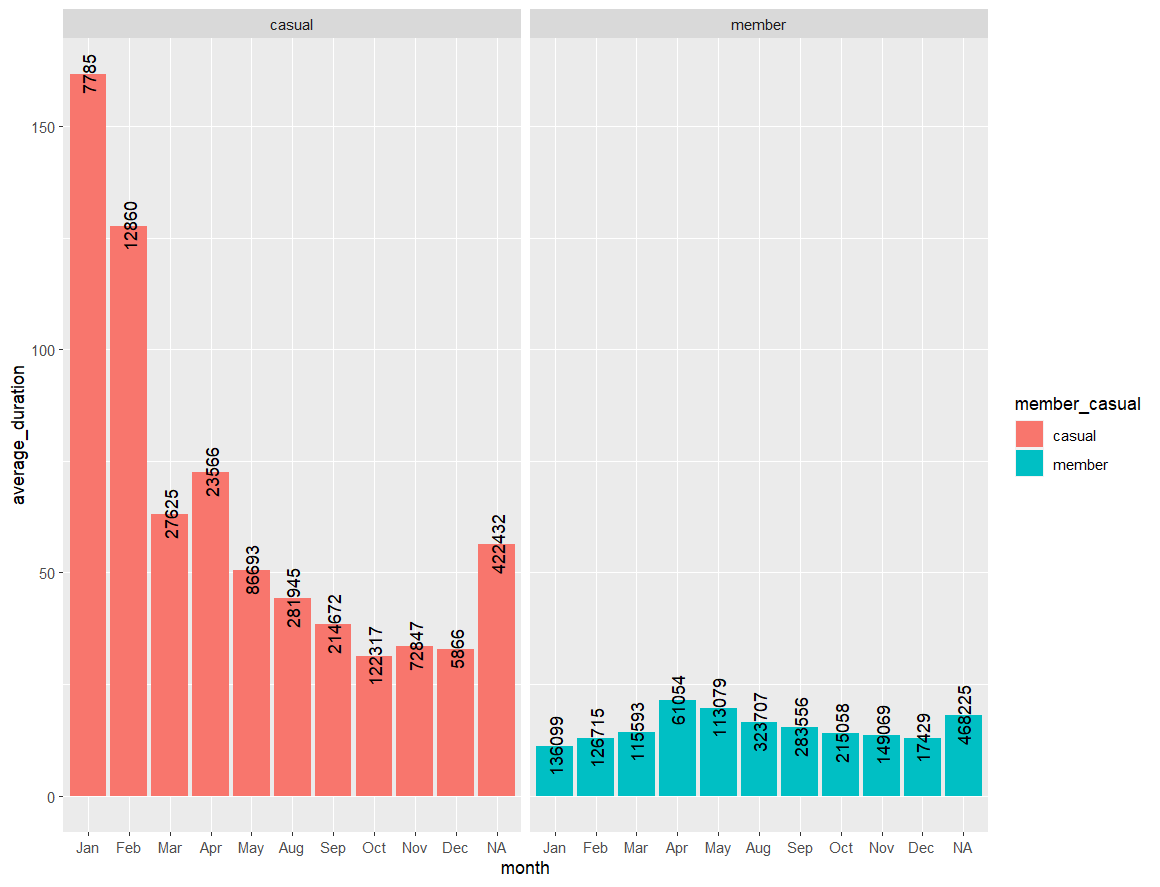 casual
member
7785
12860
27625
23566
86693
281945
214672
122317
72847
5866
422432
136099
126715
115593
61054
113079
323707
283556
215058
149069
17429
468225
150
100
50
0
average_duration
Jan Feb Mar Apr May Aug Sep Oct Nov Dec NA
Jan Feb Mar Apr May Aug Sep Oct Nov Dec NA
month
member_casual
casual
member